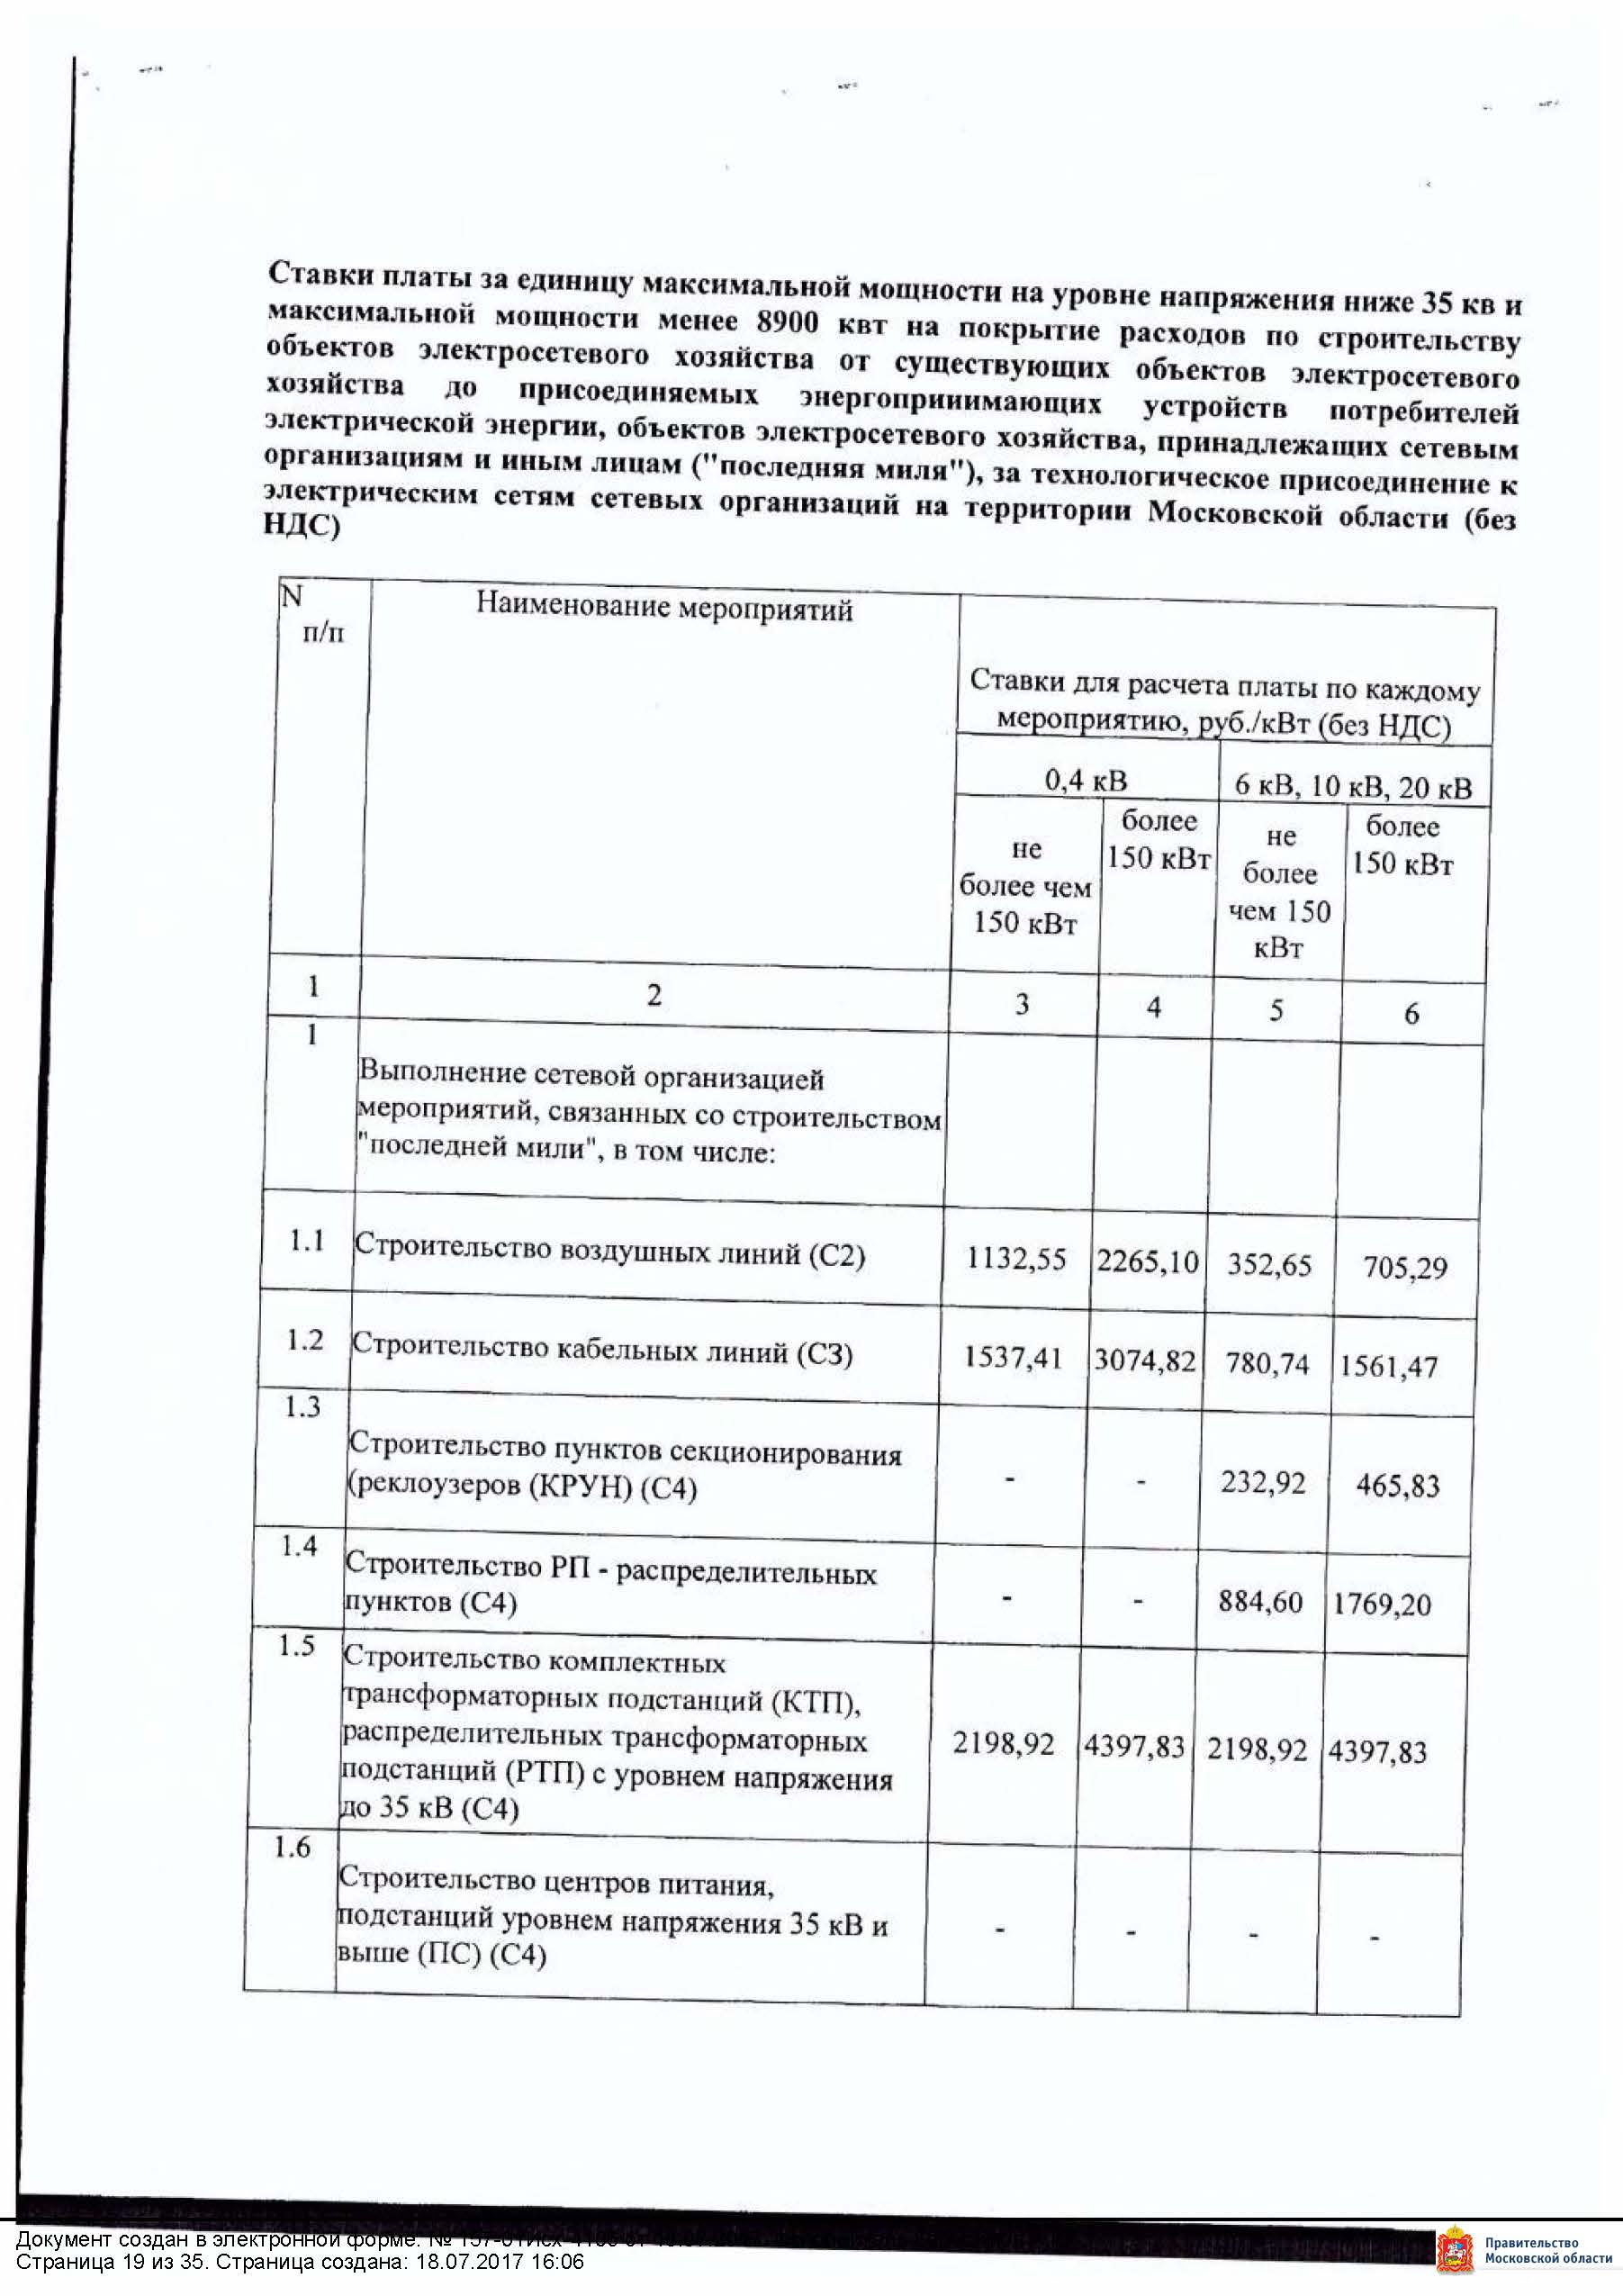 Ставки платы за единицу максимальной мощности на уровне напряжения ниже 35 кв и
максимальной мощности менее 8900 квт на покрытие расходов по строительству
объектов электросетевого хозяйства от существующих объектов электросетевого
хозяйства до присоединяемых энергопринимающих устройств потребителей
электрической энергии, объектов электросетевого хозяйства, принадлежащих сетевым
организациям и иным лицам ("последняя миля"), за технологическое присоединение к
электрическим сетям сетевых организаций на территории Московской области (без
НДС)
N
п/п
Наименование мероприятий
Ставки для расчета платы по каждому
мероприятию, руб./кВт (без НДС)
0,4 кВ
6 кВ, 10 кВ, 20 кВ
не
более чем
150 кВт
более
150 кВт
не
более
чем 150
кВт
более
150 кВт
1 2 3 4 5 6
1
Выполнение сетевой организацией
мероприятий, связанных со строительством
"последней мили", в том числе:
1.1 Строительство воздушных линий (С2) 1132,55 2265,10 352,65 705,29
1.2 Строительство кабельных линий (С3) 1537,41 3074,82 780,74 1561,47
1.3
Строительство пунктов секционирования
(реклоузеров (КРУН) (С4) - - 232,92 465,83
1.4
Строительство РП - распределительных
пунктов (С4) - - 884,60 1769,20
1.5
Строительство комплектных
трансформаторных подстанций (КТП),
распределительных трансформаторных
подстанций (РТП) с уровнем напряжения
до 35 кВ (С4)
2198,92 4397,83 2198,92 4397,83
1.6
Строительство центров питания,
подстанций уровнем напряжения 35 кВ и
выше (ПС) (С4)
- - - -
Документ создан в электронной форме. №
Страница 19 из 35. Страница создана: 18.07.2017 16:06
Правительство
Московской области